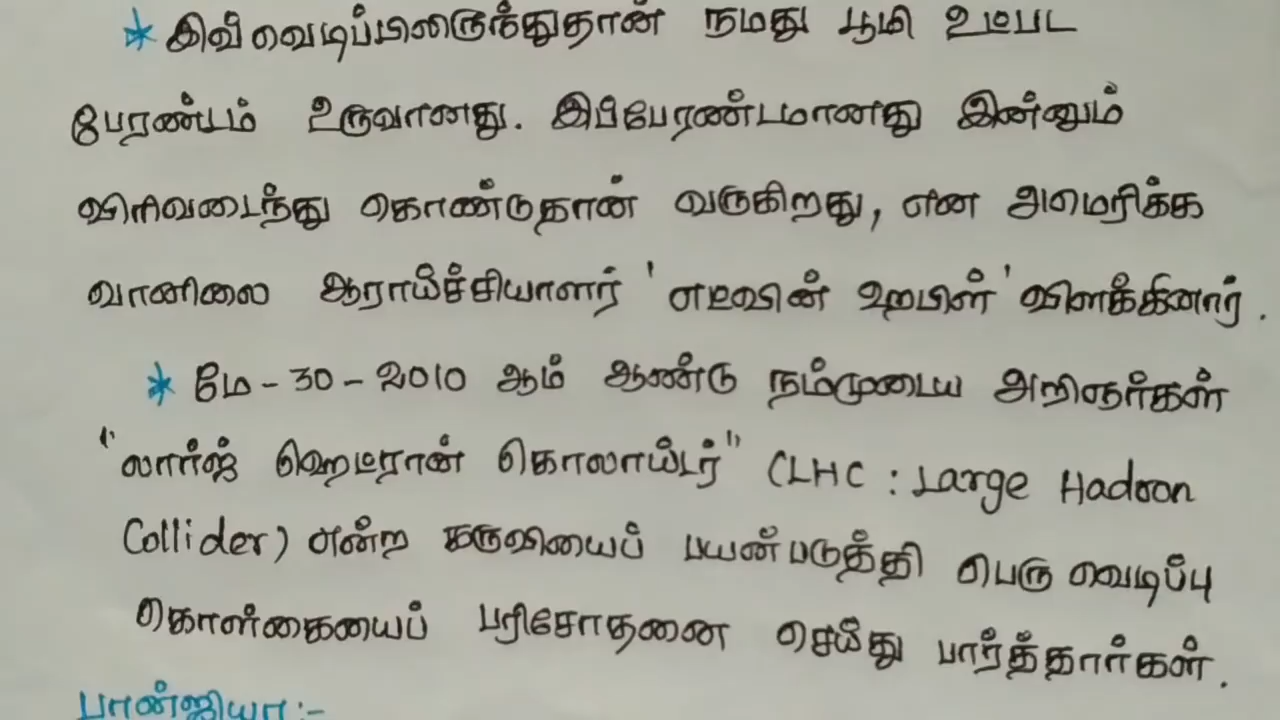 * இவ் வெடிப்பிலிருந்துதான் நமது பூமி உட்பட
பேரண்டம் உருவானது. இப்பேரண்டமானது இன்னும்
விரிவடைந்து கொண்டுதான் வருகிறது, என அமெரிக்க
வானிலை ஆராய்ச்சியாளர் 'எட்வின் ஹபிள்' விளக்கினார்.
* மே - 30 - 2010 ஆம் ஆண்டு நம்முடைய அறிஞர்கள்
"லார்ஜ் ஹெட்ரான் கொலாய்டர்" (LHC : Large Hadron
Collider) என்ற கருவியைப் பயன்படுத்தி பெரு வெடிப்பு
கொள்கையைப் பரிசோதனை செய்து பார்த்தார்கள்.
பான்ஜியா:-